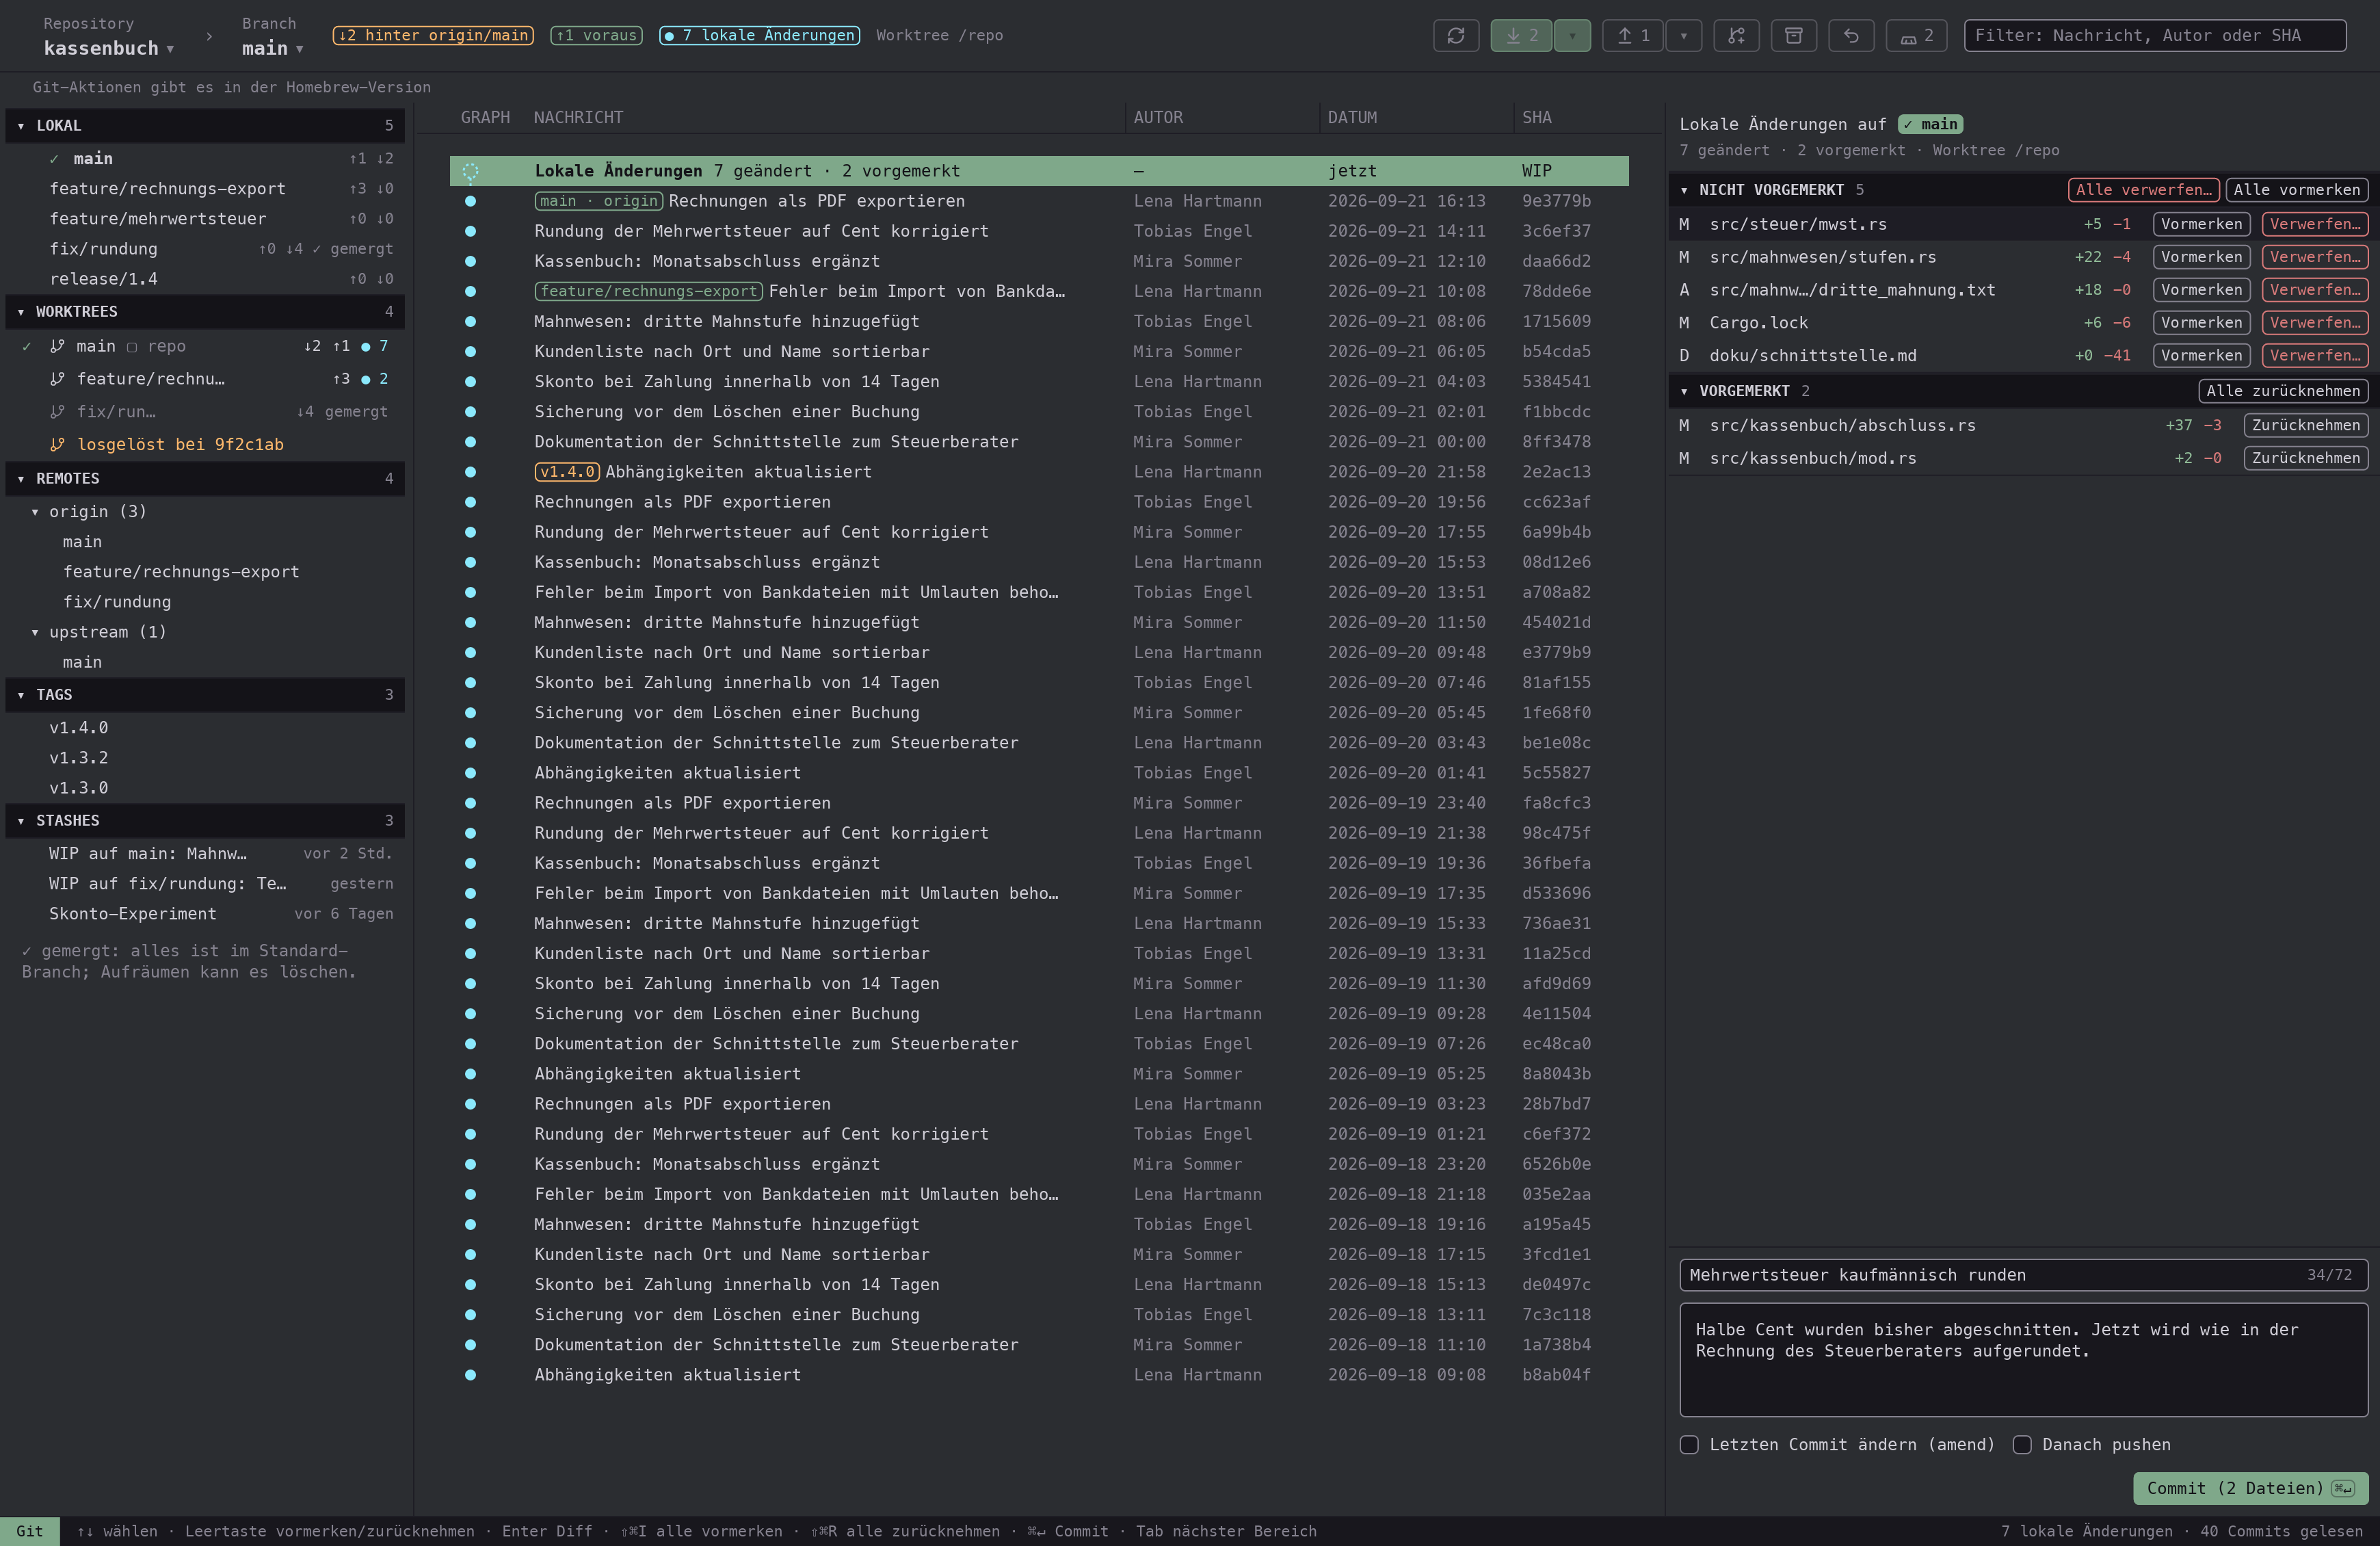 Repository
kassenbuch ▾
›
Branch
main ▾
↓2 hinter origin/main ↑1 voraus ● 7 lokale Änderungen Worktree /repo
2 ▾ 1 ▾ 2
Filter: Nachricht, Autor oder SHA
Git-Aktionen gibt es in der Homebrew-Version
▾ LOKAL 5
✓ main ↑1 ↓2
feature/rechnungs-export ↑3 ↓0
feature/mehrwertsteuer ↑0 ↓0
fix/rundung ↑0 ↓4 ✓ gemergt
release/1.4 ↑0 ↓0
▾ WORKTREES 4
✓ main ▢ repo ↓2 ↑1 ● 7
feature/rechnu… ↑3 ● 2
fix/run… ↓4 gemergt
losgelöst bei 9f2c1ab
▾ REMOTES 4
▾ origin (3)
main
feature/rechnungs-export
fix/rundung
▾ upstream (1)
main
▾ TAGS 3
v1.4.0
v1.3.2
v1.3.0
▾ STASHES 3
WIP auf main: Mahnw… vor 2 Std.
WIP auf fix/rundung: Te… gestern
Skonto-Experiment vor 6 Tagen
✓ gemergt: alles ist im Standard-
Branch; Aufräumen kann es löschen.
GRAPH NACHRICHT AUTOR DATUM SHA
Lokale Änderungen 7 geändert · 2 vorgemerkt — jetzt WIP
main · origin Rechnungen als PDF exportieren Lena Hartmann 2026-09-21 16:13 9e3779b
Rundung der Mehrwertsteuer auf Cent korrigiert Tobias Engel 2026-09-21 14:11 3c6ef37
Kassenbuch: Monatsabschluss ergänzt Mira Sommer 2026-09-21 12:10 daa66d2
feature/rechnungs-export Fehler beim Import von Bankda… Lena Hartmann 2026-09-21 10:08 78dde6e
Mahnwesen: dritte Mahnstufe hinzugefügt Tobias Engel 2026-09-21 08:06 1715609
Kundenliste nach Ort und Name sortierbar Mira Sommer 2026-09-21 06:05 b54cda5
Skonto bei Zahlung innerhalb von 14 Tagen Lena Hartmann 2026-09-21 04:03 5384541
Sicherung vor dem Löschen einer Buchung Tobias Engel 2026-09-21 02:01 f1bbcdc
Dokumentation der Schnittstelle zum Steuerberater Mira Sommer 2026-09-21 00:00 8ff3478
v1.4.0 Abhängigkeiten aktualisiert Lena Hartmann 2026-09-20 21:58 2e2ac13
Rechnungen als PDF exportieren Tobias Engel 2026-09-20 19:56 cc623af
Rundung der Mehrwertsteuer auf Cent korrigiert Mira Sommer 2026-09-20 17:55 6a99b4b
Kassenbuch: Monatsabschluss ergänzt Lena Hartmann 2026-09-20 15:53 08d12e6
Fehler beim Import von Bankdateien mit Umlauten beho… Tobias Engel 2026-09-20 13:51 a708a82
Mahnwesen: dritte Mahnstufe hinzugefügt Mira Sommer 2026-09-20 11:50 454021d
Kundenliste nach Ort und Name sortierbar Lena Hartmann 2026-09-20 09:48 e3779b9
Skonto bei Zahlung innerhalb von 14 Tagen Tobias Engel 2026-09-20 07:46 81af155
Sicherung vor dem Löschen einer Buchung Mira Sommer 2026-09-20 05:45 1fe68f0
Dokumentation der Schnittstelle zum Steuerberater Lena Hartmann 2026-09-20 03:43 be1e08c
Abhängigkeiten aktualisiert Tobias Engel 2026-09-20 01:41 5c55827
Rechnungen als PDF exportieren Mira Sommer 2026-09-19 23:40 fa8cfc3
Rundung der Mehrwertsteuer auf Cent korrigiert Lena Hartmann 2026-09-19 21:38 98c475f
Kassenbuch: Monatsabschluss ergänzt Tobias Engel 2026-09-19 19:36 36fbefa
Fehler beim Import von Bankdateien mit Umlauten beho… Mira Sommer 2026-09-19 17:35 d533696
Mahnwesen: dritte Mahnstufe hinzugefügt Lena Hartmann 2026-09-19 15:33 736ae31
Kundenliste nach Ort und Name sortierbar Tobias Engel 2026-09-19 13:31 11a25cd
Skonto bei Zahlung innerhalb von 14 Tagen Mira Sommer 2026-09-19 11:30 afd9d69
Sicherung vor dem Löschen einer Buchung Lena Hartmann 2026-09-19 09:28 4e11504
Dokumentation der Schnittstelle zum Steuerberater Tobias Engel 2026-09-19 07:26 ec48ca0
Abhängigkeiten aktualisiert Mira Sommer 2026-09-19 05:25 8a8043b
Rechnungen als PDF exportieren Lena Hartmann 2026-09-19 03:23 28b7bd7
Rundung der Mehrwertsteuer auf Cent korrigiert Tobias Engel 2026-09-19 01:21 c6ef372
Kassenbuch: Monatsabschluss ergänzt Mira Sommer 2026-09-18 23:20 6526b0e
Fehler beim Import von Bankdateien mit Umlauten beho… Lena Hartmann 2026-09-18 21:18 035e2aa
Mahnwesen: dritte Mahnstufe hinzugefügt Tobias Engel 2026-09-18 19:16 a195a45
Kundenliste nach Ort und Name sortierbar Mira Sommer 2026-09-18 17:15 3fcd1e1
Skonto bei Zahlung innerhalb von 14 Tagen Lena Hartmann 2026-09-18 15:13 de0497c
Sicherung vor dem Löschen einer Buchung Tobias Engel 2026-09-18 13:11 7c3c118
Dokumentation der Schnittstelle zum Steuerberater Mira Sommer 2026-09-18 11:10 1a738b4
Abhängigkeiten aktualisiert Lena Hartmann 2026-09-18 09:08 b8ab04f
Lokale Änderungen auf ✓ main
7 geändert · 2 vorgemerkt · Worktree /repo
▾ NICHT VORGEMERKT 5 Alle verwerfen… Alle vormerken
M src/steuer/mwst.rs +5 −1 Vormerken Verwerfen…
M src/mahnwesen/stufen.rs +22 −4 Vormerken Verwerfen…
A src/mahnw…/dritte_mahnung.txt +18 −0 Vormerken Verwerfen…
M Cargo.lock +6 −6 Vormerken Verwerfen…
D doku/schnittstelle.md +0 −41 Vormerken Verwerfen…
▾ VORGEMERKT 2 Alle zurücknehmen
M src/kassenbuch/abschluss.rs +37 −3 Zurücknehmen
M src/kassenbuch/mod.rs +2 −0 Zurücknehmen
Mehrwertsteuer kaufmännisch runden 34/72
Halbe Cent wurden bisher abgeschnitten. Jetzt wird wie in der
Rechnung des Steuerberaters aufgerundet.
Letzten Commit ändern (amend) Danach pushen
Commit (2 Dateien) ⌘↵
Git ↑↓ wählen · Leertaste vormerken/zurücknehmen · Enter Diff · ⇧⌘I alle vormerken · ⇧⌘R alle zurücknehmen · ⌘↵ Commit · Tab nächster Bereich
7 lokale Änderungen · 40 Commits gelesen